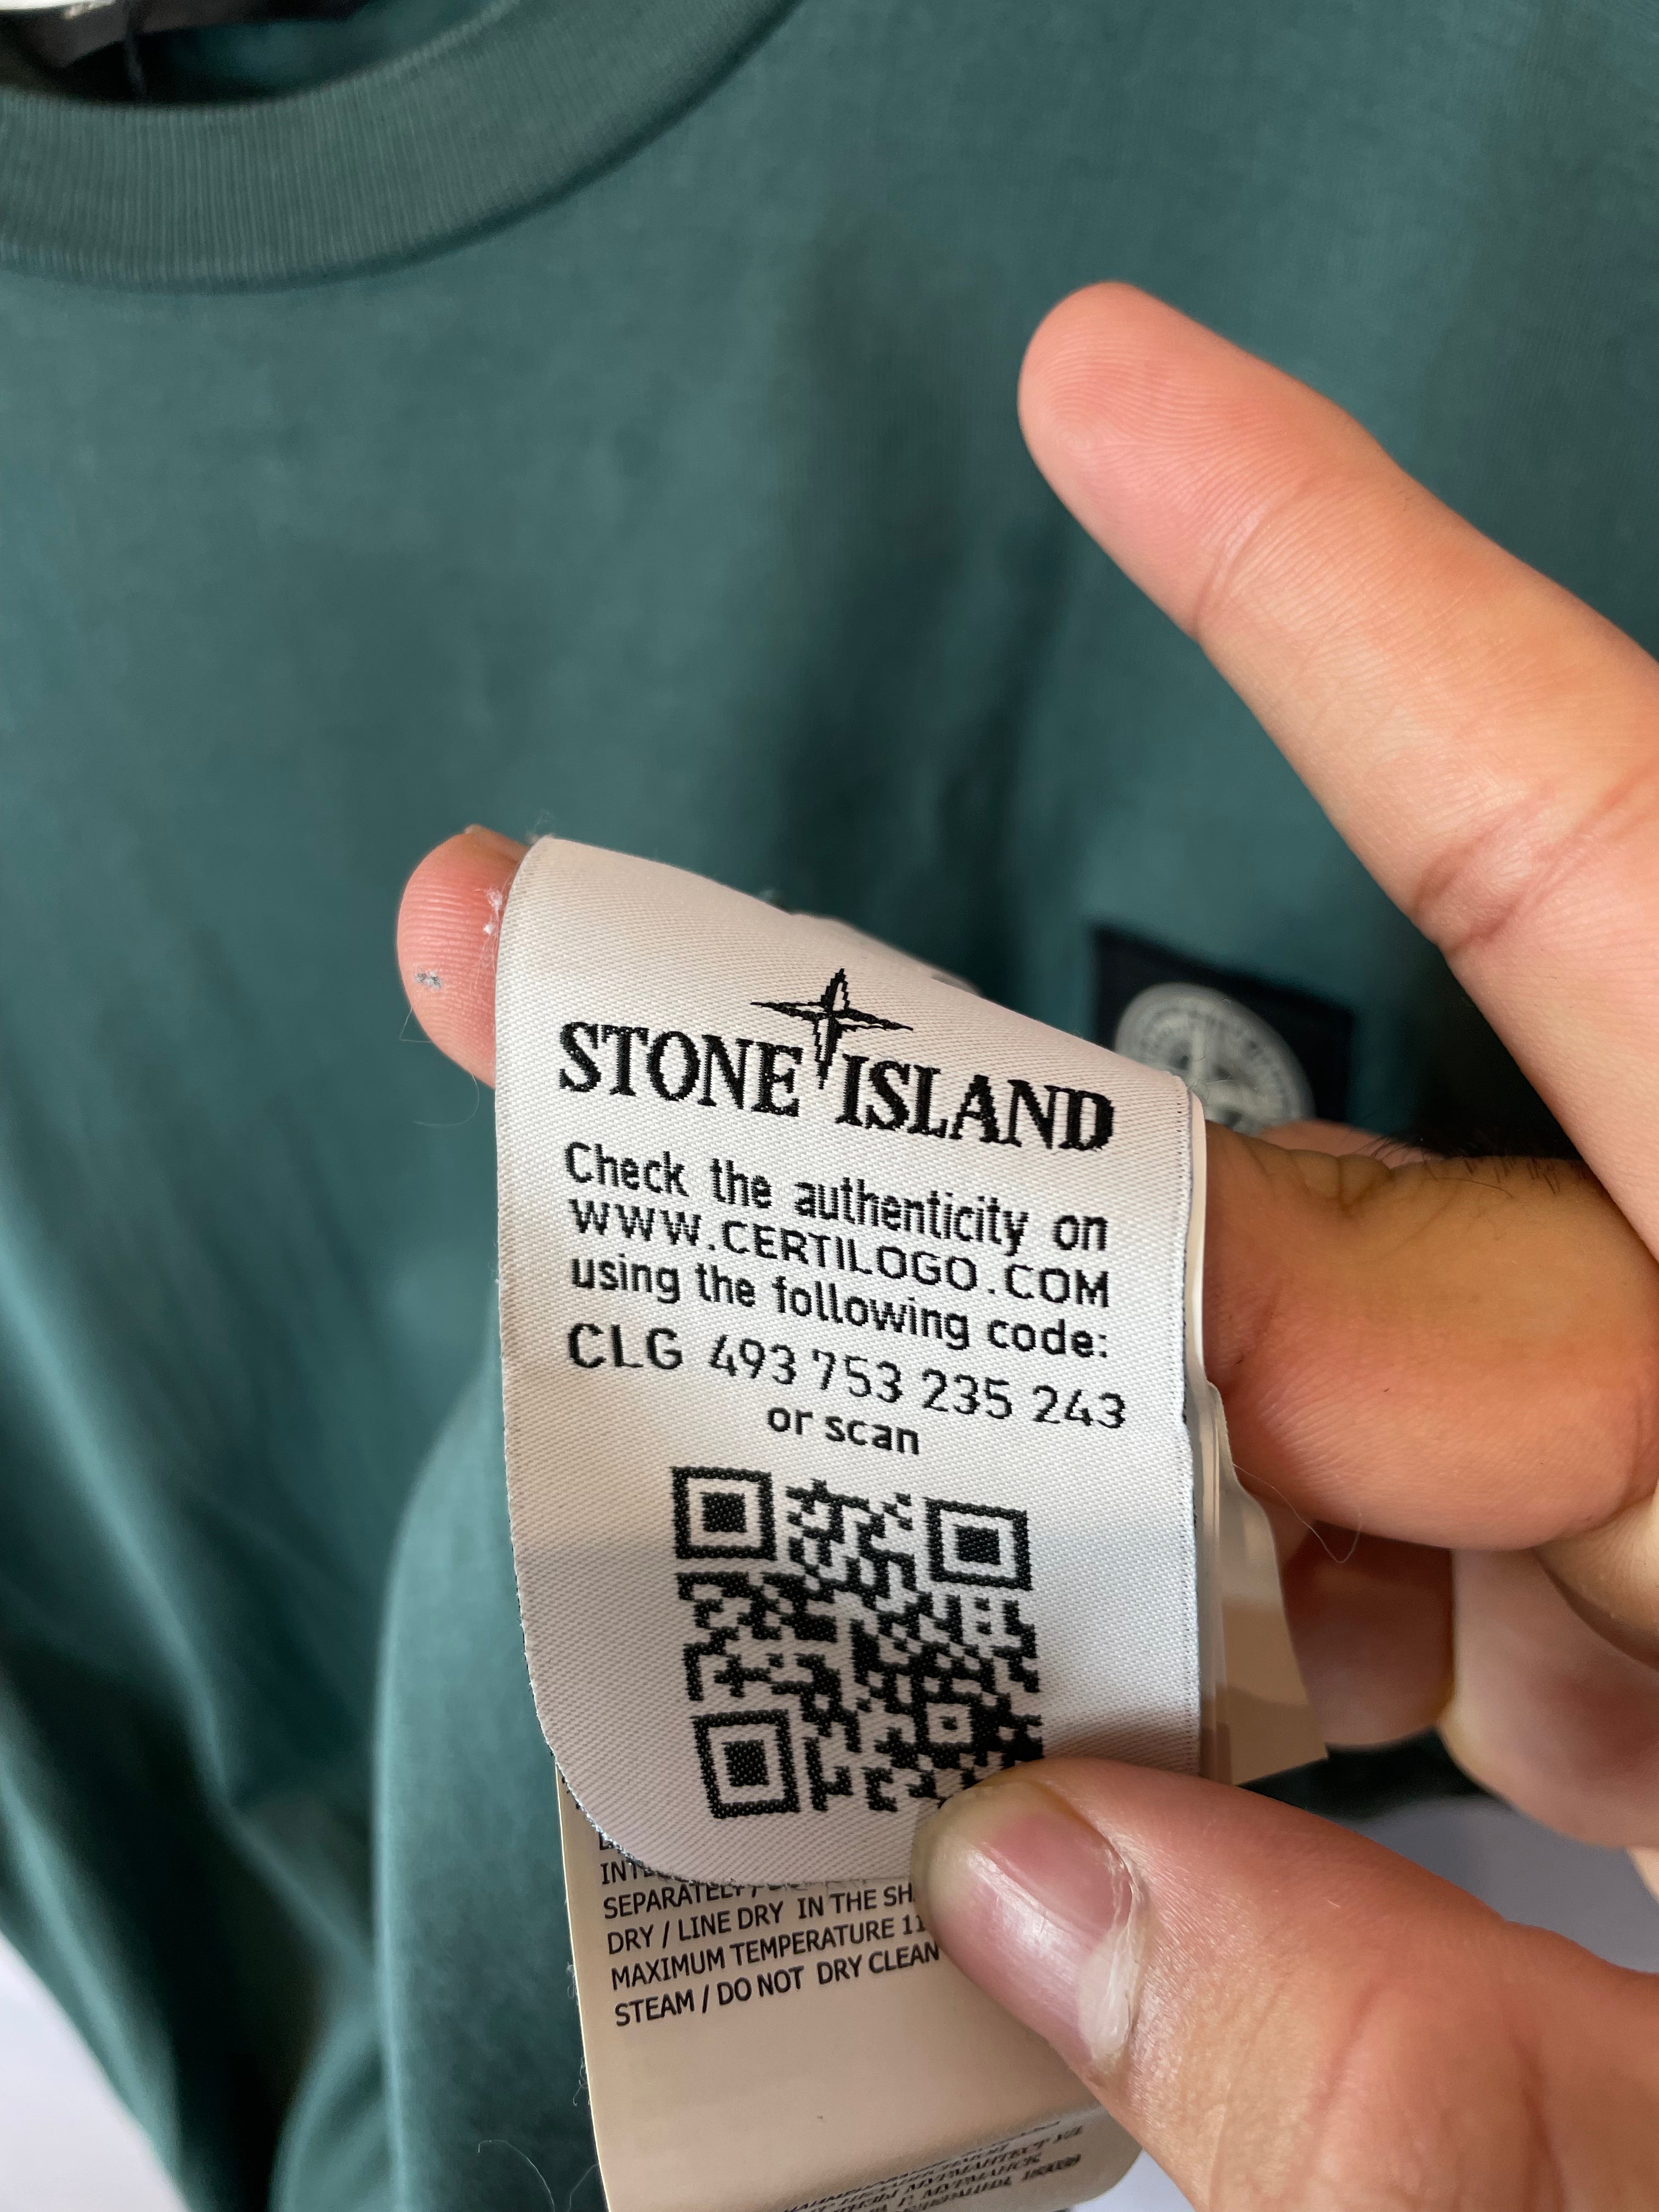 STONE ISLAND
Check the authenticity on
WWW.CERTILOGO.COM
using the following code:
CLG 493 753 235 243
or scan
SEPARATELY /
DRY / LINE DRY IN THE
MAXIMUM TEMPERATURE
STEAM / DO NOT DRY CLEAN